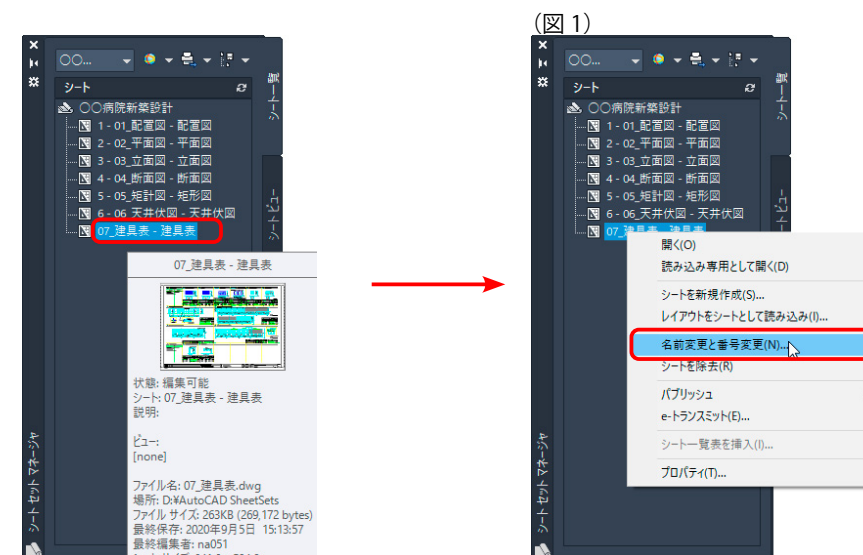 (図 1)
○○...
シート
○○病院新築設計
1 - 01_配置図 - 配置図
2 - 02_平面図 - 平面図
3 - 03_立面図 - 立面図
4 - 04_断面図 - 断面図
5 - 05_矩計図 - 矩形図
6 - 06_天井伏図 - 天井伏図
07_建具表 - 建具表
シート一覧
シートビュー
07_建具表 - 建具表
状態: 編集可能
シート: 07_建具表 - 建具表
説明:
ビュー:
[none]
ファイル名: 07_建具表.dwg
場所: D:¥AutoCAD SheetSets
ファイル サイズ: 263KB (269,172 bytes)
最終保存: 2020年9月5日 15:13:57
最終編集者: na051
シート セット マネージャ
○○...
シート
○○病院新築設計
1 - 01_配置図 - 配置図
2 - 02_平面図 - 平面図
3 - 03_立面図 - 立面図
4 - 04_断面図 - 断面図
5 - 05_矩計図 - 矩形図
6 - 06_天井伏図 - 天井伏図
07_建具表 - 建具表
シート一覧
シートビュー
開く(O)
読み込み専用として開く(D)
シートを新規作成(S)...
レイアウトをシートとして読み込み(I)...
名前変更と番号変更(N)...
シートを除去(R)
パブリッシュ
e-トランスミット(E)...
シート一覧表を挿入(I)...
プロパティ(T)...
シート セット マネージャ